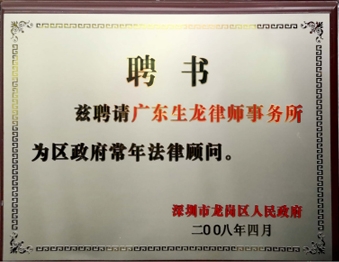 聘书
兹聘请广东生龙律师事务所
为区政府常年法律顾问。
深圳市龙岗区人民政府
二00八年四月